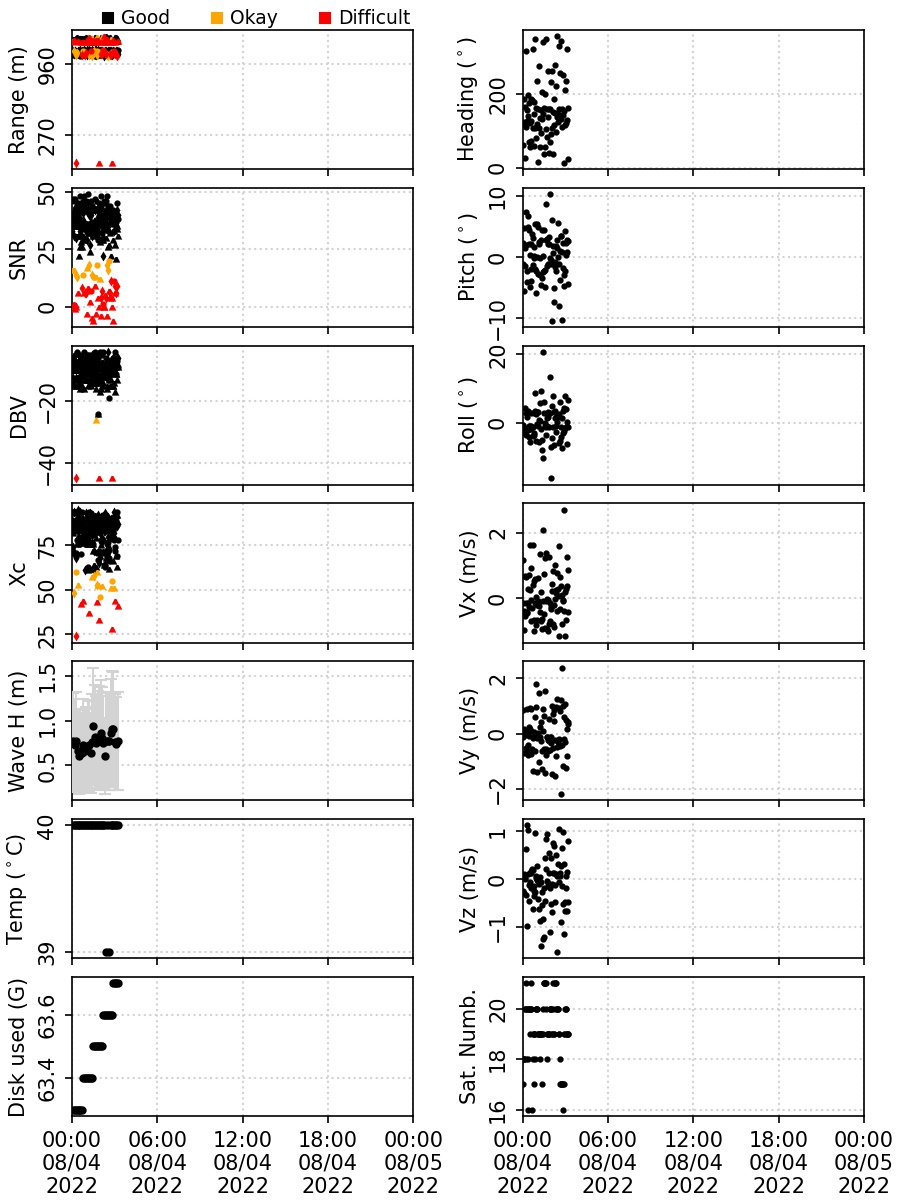 Good Okay Difficult
Range (m)
960
270
Heading (°)
200
0
SNR
50
25
0
Pitch (°)
10
0
−10
DBV
−20
−40
Roll (°)
20
0
Xc
75
50
25
Vx (m/s)
2
0
Wave H (m)
1.5
1.0
0.5
Vy (m/s)
2
0
−2
Temp (°C)
40
39
Vz (m/s)
1
0
−1
Disk used (G)
63.6
63.4
Sat. Numb.
20
18
16
00:00 06:00 12:00 18:00 00:00
08/04 08/04 08/04 08/04 08/05
2022 2022 2022 2022 2022
00:00 06:00 12:00 18:00 00:00
08/04 08/04 08/04 08/04 08/05
2022 2022 2022 2022 2022